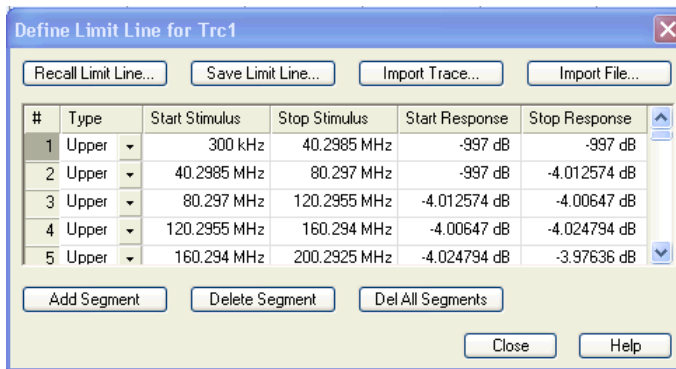 Define Limit Line for Trc1
Recall Limit Line... Save Limit Line... Import Trace... Import File...
# Type Start Stimulus Stop Stimulus Start Response Stop Response
1 Upper 300 kHz 40.2985 MHz -997 dB -997 dB
2 Upper 40.2985 MHz 80.297 MHz -997 dB -4.012574 dB
3 Upper 80.297 MHz 120.2955 MHz -4.012574 dB -4.00647 dB
4 Upper 120.2955 MHz 160.294 MHz -4.00647 dB -4.024794 dB
5 Upper 160.294 MHz 200.2925 MHz -4.024794 dB -3.97636 dB
Add Segment Delete Segment Del All Segments
Close Help